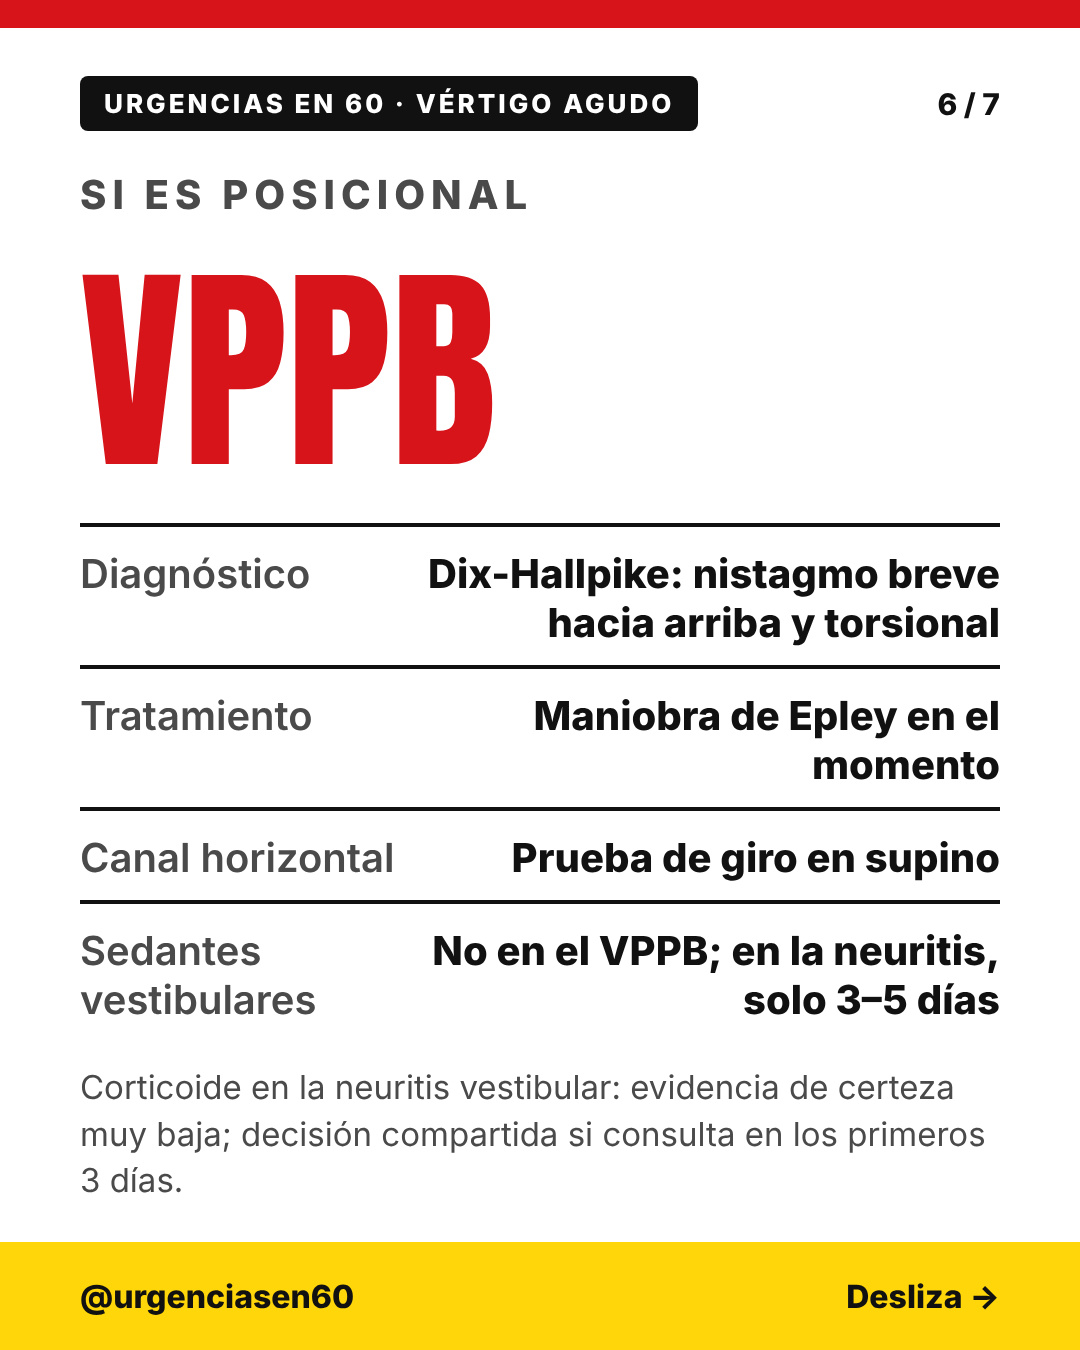 URGENCIAS EN 60 · VÉRTIGO AGUDO
6 / 7
SI ES POSICIONAL
VPPB
Diagnóstico
Dix-Hallpike: nistagmo breve
hacia arriba y torsional
Tratamiento
Maniobra de Epley en el
momento
Canal horizontal
Prueba de giro en supino
Sedantes
vestibulares
No en el VPPB; en la neuritis,
solo 3–5 días
Corticoide en la neuritis vestibular: evidencia de certeza
muy baja; decisión compartida si consulta en los primeros
3 días.
@urgenciasen60
Desliza →